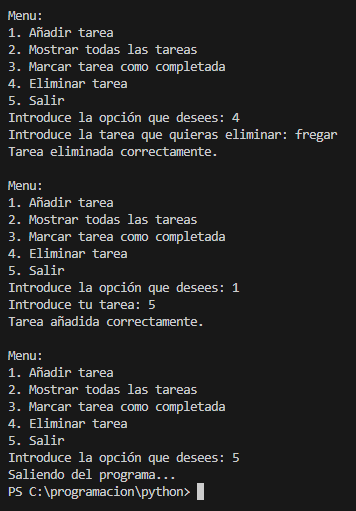 Menu:
1. Añadir tarea
2. Mostrar todas las tareas
3. Marcar tarea como completada
4. Eliminar tarea
5. Salir
Introduce la opción que desees: 4
Introduce la tarea que quieras eliminar: fregar
Tarea eliminada correctamente.

Menu:
1. Añadir tarea
2. Mostrar todas las tareas
3. Marcar tarea como completada
4. Eliminar tarea
5. Salir
Introduce la opción que desees: 1
Introduce tu tarea: 5
Tarea añadida correctamente.

Menu:
1. Añadir tarea
2. Mostrar todas las tareas
3. Marcar tarea como completada
4. Eliminar tarea
5. Salir
Introduce la opción que desees: 5
Saliendo del programa...
PS C:\programacion\python>